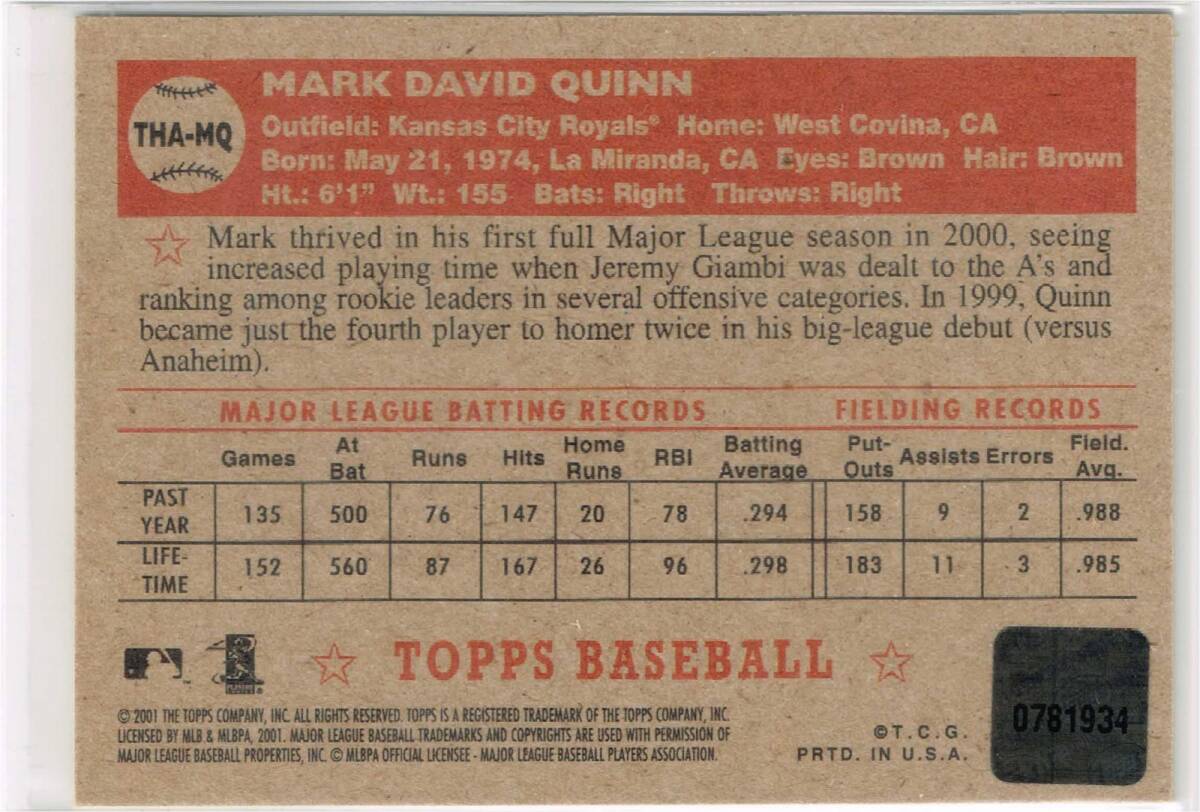 THA-MQ
MARK DAVID QUINN
Outfield: Kansas City Royals® Home: West Covina, CA
Born: May 21, 1974, La Miranda, CA Eyes: Brown Hair: Brown
Ht.: 6'1" Wt.: 155 Bats: Right Throws: Right
Mark thrived in his first full Major League season in 2000, seeing
increased playing time when Jeremy Giambi was dealt to the A's and
ranking among rookie leaders in several offensive categories. In 1999, Quinn
became just the fourth player to homer twice in his big-league debut (versus
Anaheim).
MAJOR LEAGUE BATTING RECORDS FIELDING RECORDS
Games At Bat Runs Hits Home Runs RBI Batting Average Put-Outs Assists Errors Field. Avg.
PAST YEAR 135 500 76 147 20 78 .294 158 9 2 .988
LIFE-TIME 152 560 87 167 26 96 .298 183 11 3 .985
TOPPS BASEBALL
© 2001 THE TOPPS COMPANY, INC. ALL RIGHTS RESERVED. TOPPS IS A REGISTERED TRADEMARK OF THE TOPPS COMPANY, INC.
LICENSED BY MLB & MLBPA, 2001. MAJOR LEAGUE BASEBALL TRADEMARKS AND COPYRIGHTS ARE USED WITH PERMISSION OF
MAJOR LEAGUE BASEBALL PROPERTIES, INC. © MLBPA OFFICIAL LICENSEE - MAJOR LEAGUE BASEBALL PLAYERS ASSOCIATION.
©T.C.G.
PRTD. IN U.S.A.
0781934